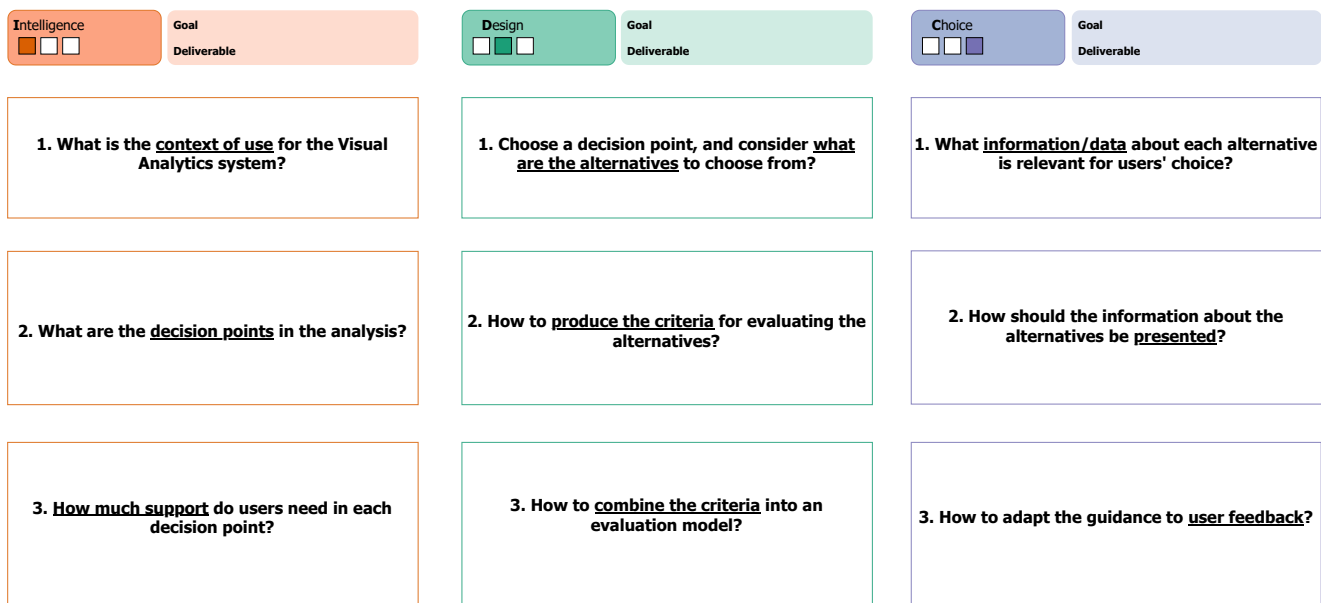 Intelligence
Goal
Deliverable
Design
Goal
Deliverable
Choice
Goal
Deliverable
1. What is the context of use for the Visual
Analytics system?
1. Choose a decision point, and consider what
are the alternatives to choose from?
1. What information/data about each alternative
is relevant for users' choice?
2. What are the decision points in the analysis?
2. How to produce the criteria for evaluating the
alternatives?
2. How should the information about the
alternatives be presented?
3. How much support do users need in each
decision point?
3. How to combine the criteria into an
evaluation model?
3. How to adapt the guidance to user feedback?